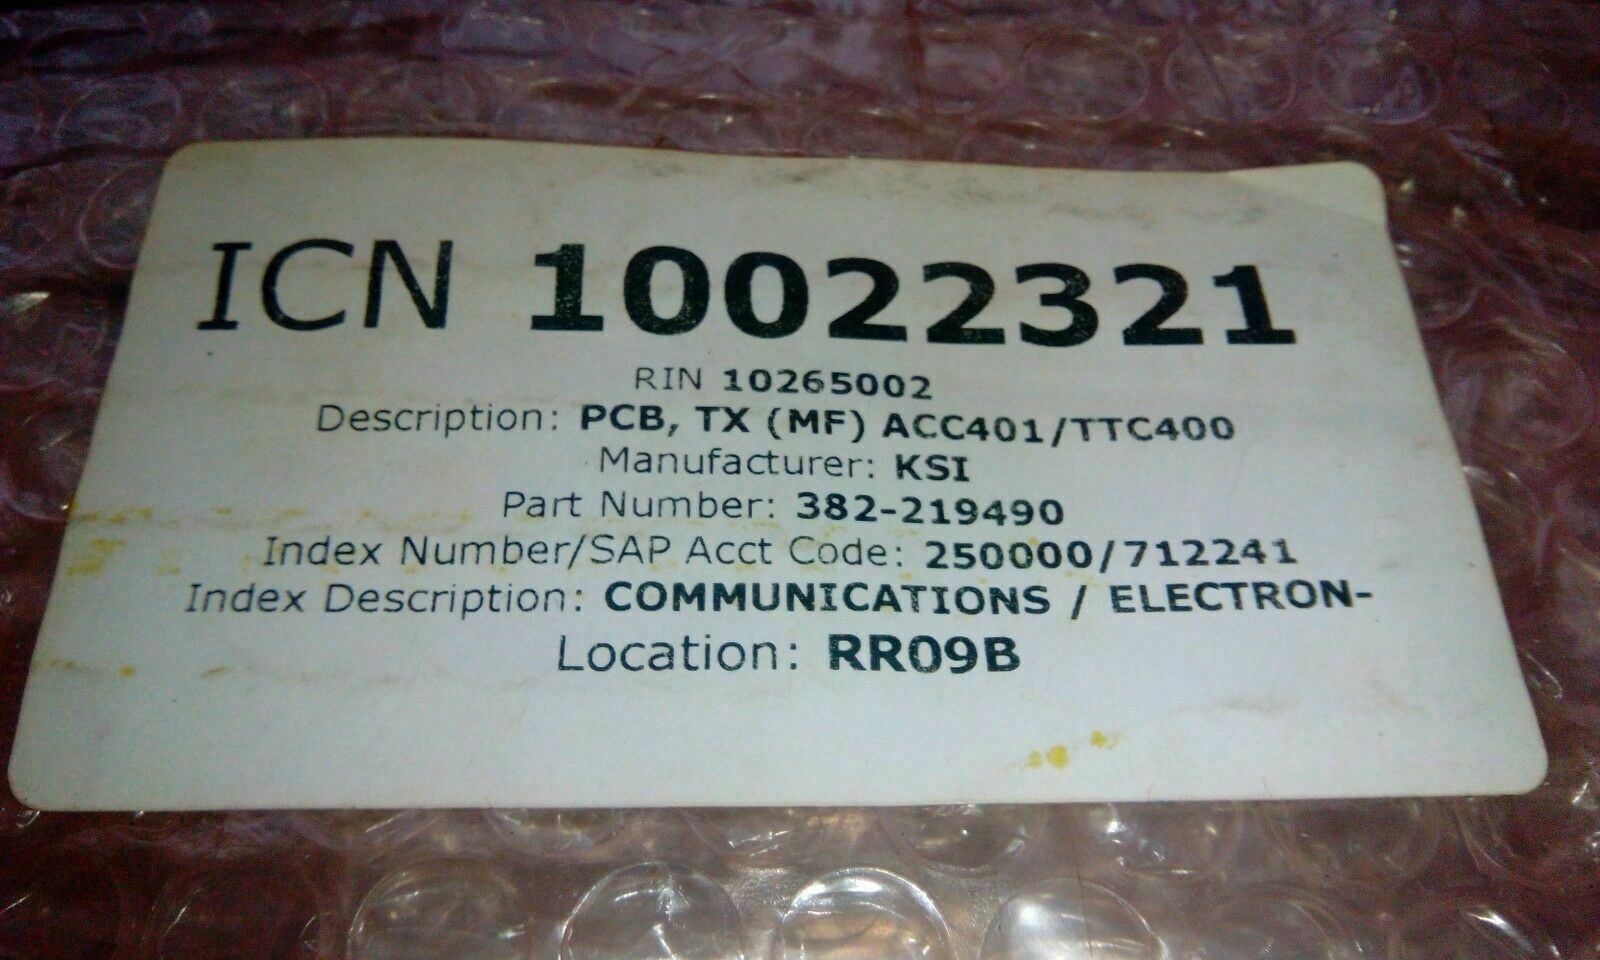 ICN 10022321
RIN 10265002
Description: PCB, TX (MF) ACC401/TTC400
Manufacturer: KSI
Part Number: 382-219490
Index Number/SAP Acct Code: 250000/712241
Index Description: COMMUNICATIONS / ELECTRON-
Location: RR09B